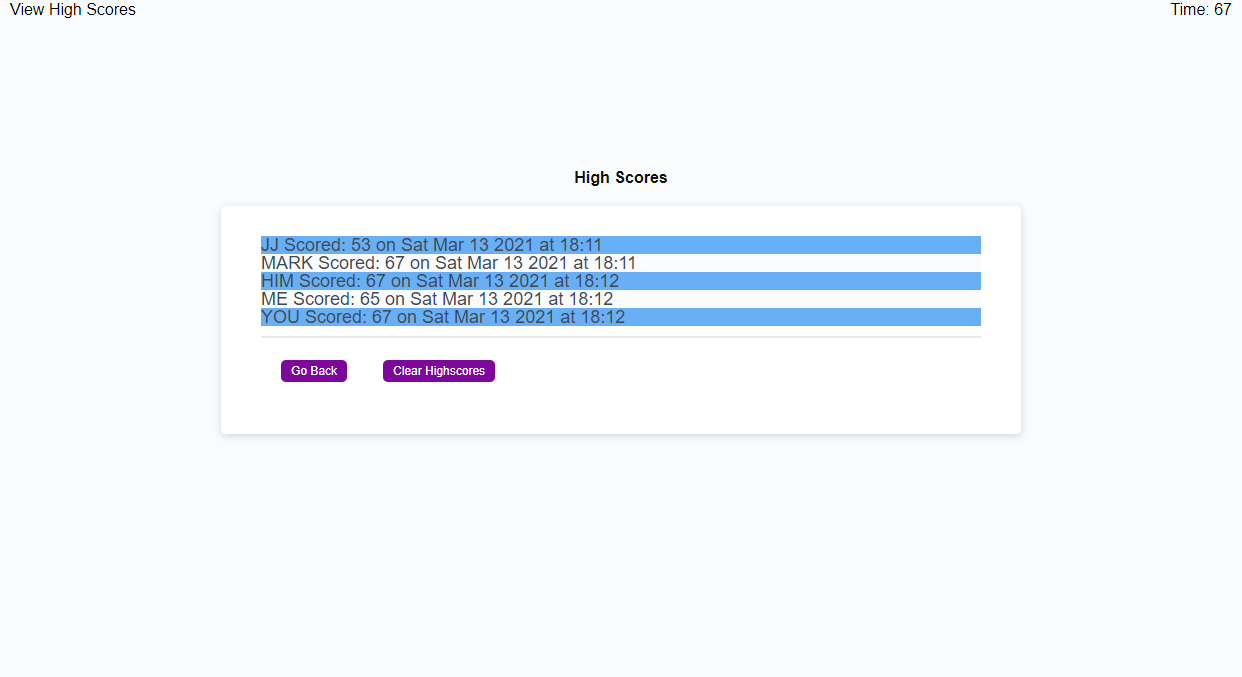 View High Scores
Time: 67
High Scores
JJ Scored: 53 on Sat Mar 13 2021 at 18:11
MARK Scored: 67 on Sat Mar 13 2021 at 18:11
HIM Scored: 67 on Sat Mar 13 2021 at 18:12
ME Scored: 65 on Sat Mar 13 2021 at 18:12
YOU Scored: 67 on Sat Mar 13 2021 at 18:12
Go Back
Clear Highscores